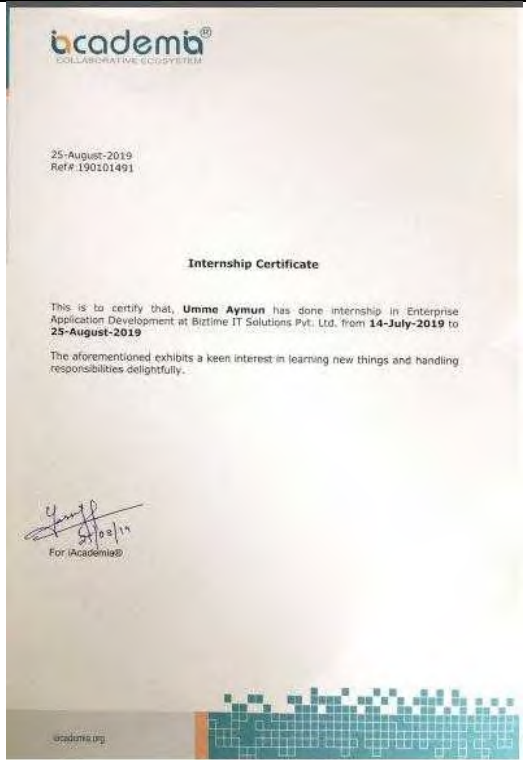 iacademia®
COLLABORATIVE ECOSYSTEM
25-August-2019
Ref# 190101491
Internship Certificate
This is to certify that, Umme Aymun has done internship in Enterprise
Application Development at Biztime IT Solutions Pvt. Ltd. from 14-July-2019 to
25-August-2019
The aforementioned exhibits a keen interest in learning new things and handling
responsibilities delightfully.
For iAcademia®
iacademia.org